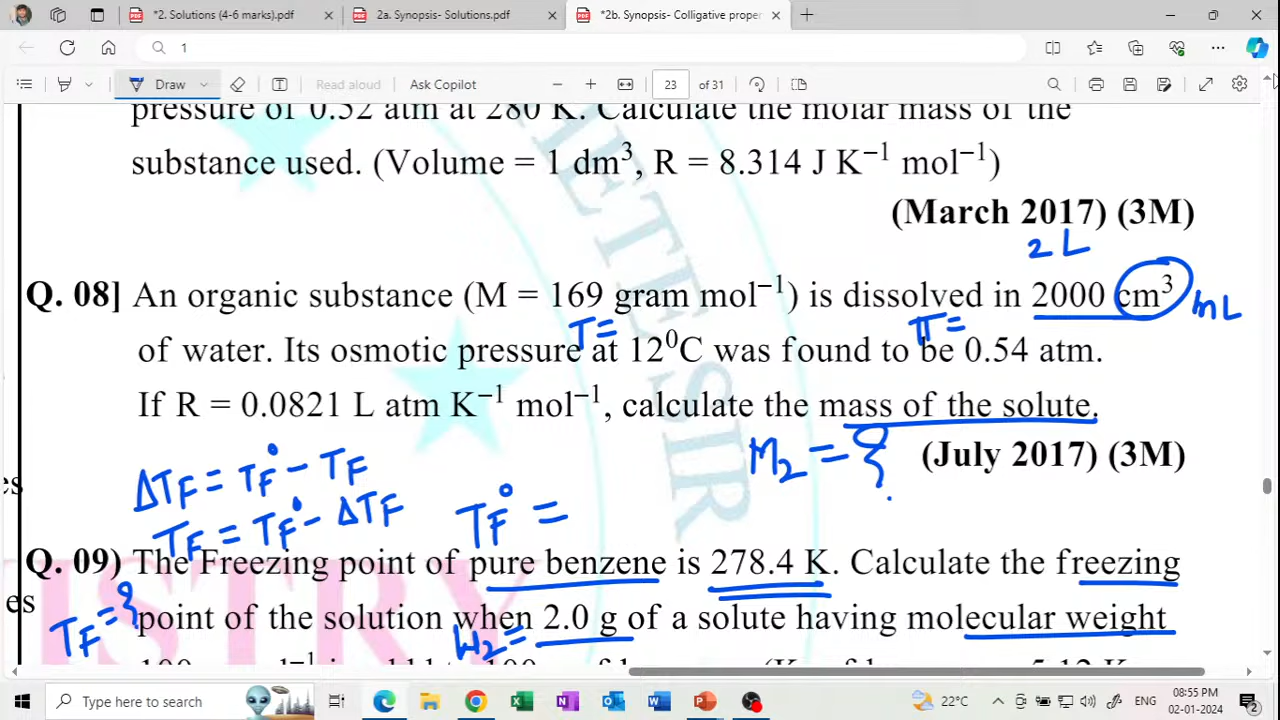 *2. Solutions (4-6 marks).pdf
2a. Synopsis- Solutions.pdf
*2b. Synopsis- Colligative proper
1
Draw
Read aloud
Ask Copilot
23 of 31
pressure of 0.52 atm at 280 K. Calculate the molar mass of the
substance used. (Volume = 1 dm³, R = 8.314 J K⁻¹ mol⁻¹)
(March 2017) (3M)
2 L
Q. 08] An organic substance (M = 169 gram mol⁻¹) is dissolved in 2000 cm³
mL
T=
π=
of water. Its osmotic pressure at 12⁰C was found to be 0.54 atm.
If R = 0.0821 L atm K⁻¹ mol⁻¹, calculate the mass of the solute.
M₂ = ?
(July 2017) (3M)
es
ΔTF = TF° - TF
TF = TF° - ΔTF
TF° =
Q. 09) The Freezing point of pure benzene is 278.4 K. Calculate the freezing
es
TF = ?
point of the solution when 2.0 g of a solute having molecular weight
W₂ =
Type here to search
22°C
ENG
08:55 PM
02-01-2024
2